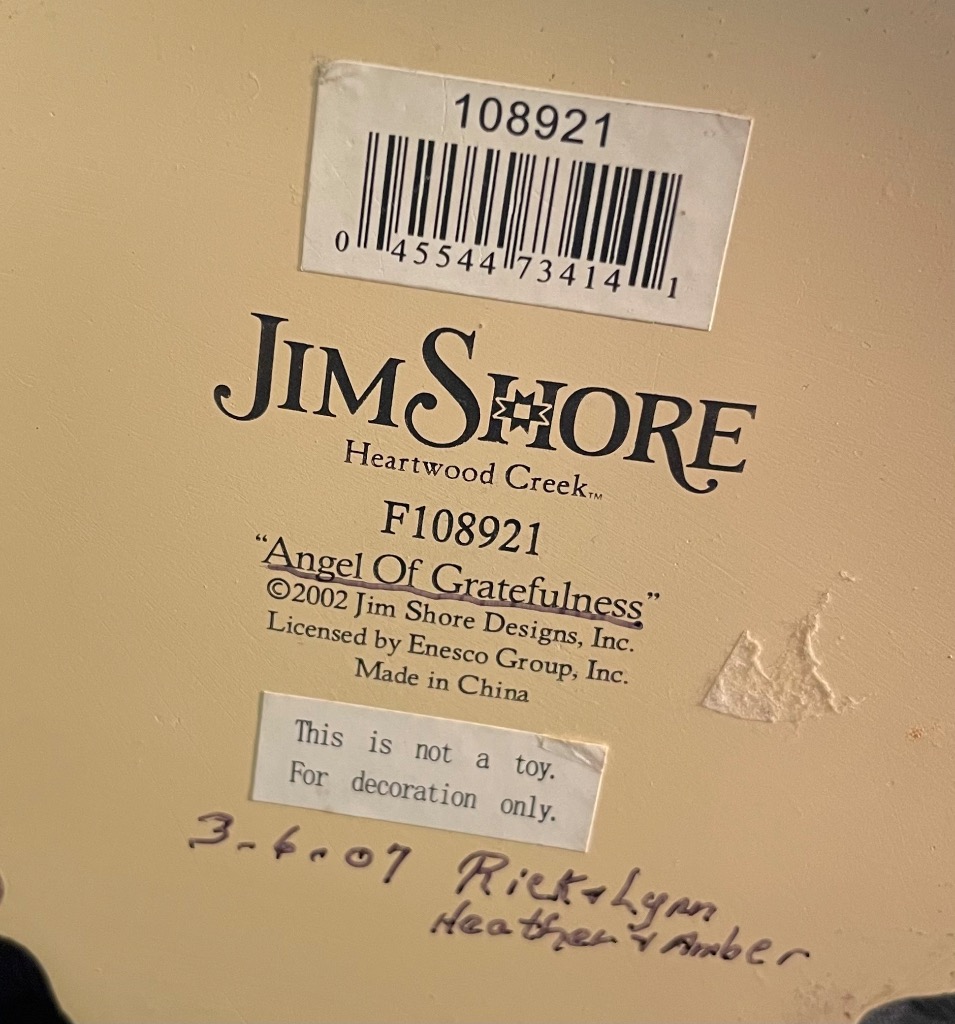 108921
0 45544 73414 1
JIM SHORE
Heartwood Creek™
F108921
"Angel Of Gratefulness"
©2002 Jim Shore Designs, Inc.
Licensed by Enesco Group, Inc.
Made in China
This is not a toy.
For decoration only.
3-6-07 Rick & Lynn
Heather & Amber